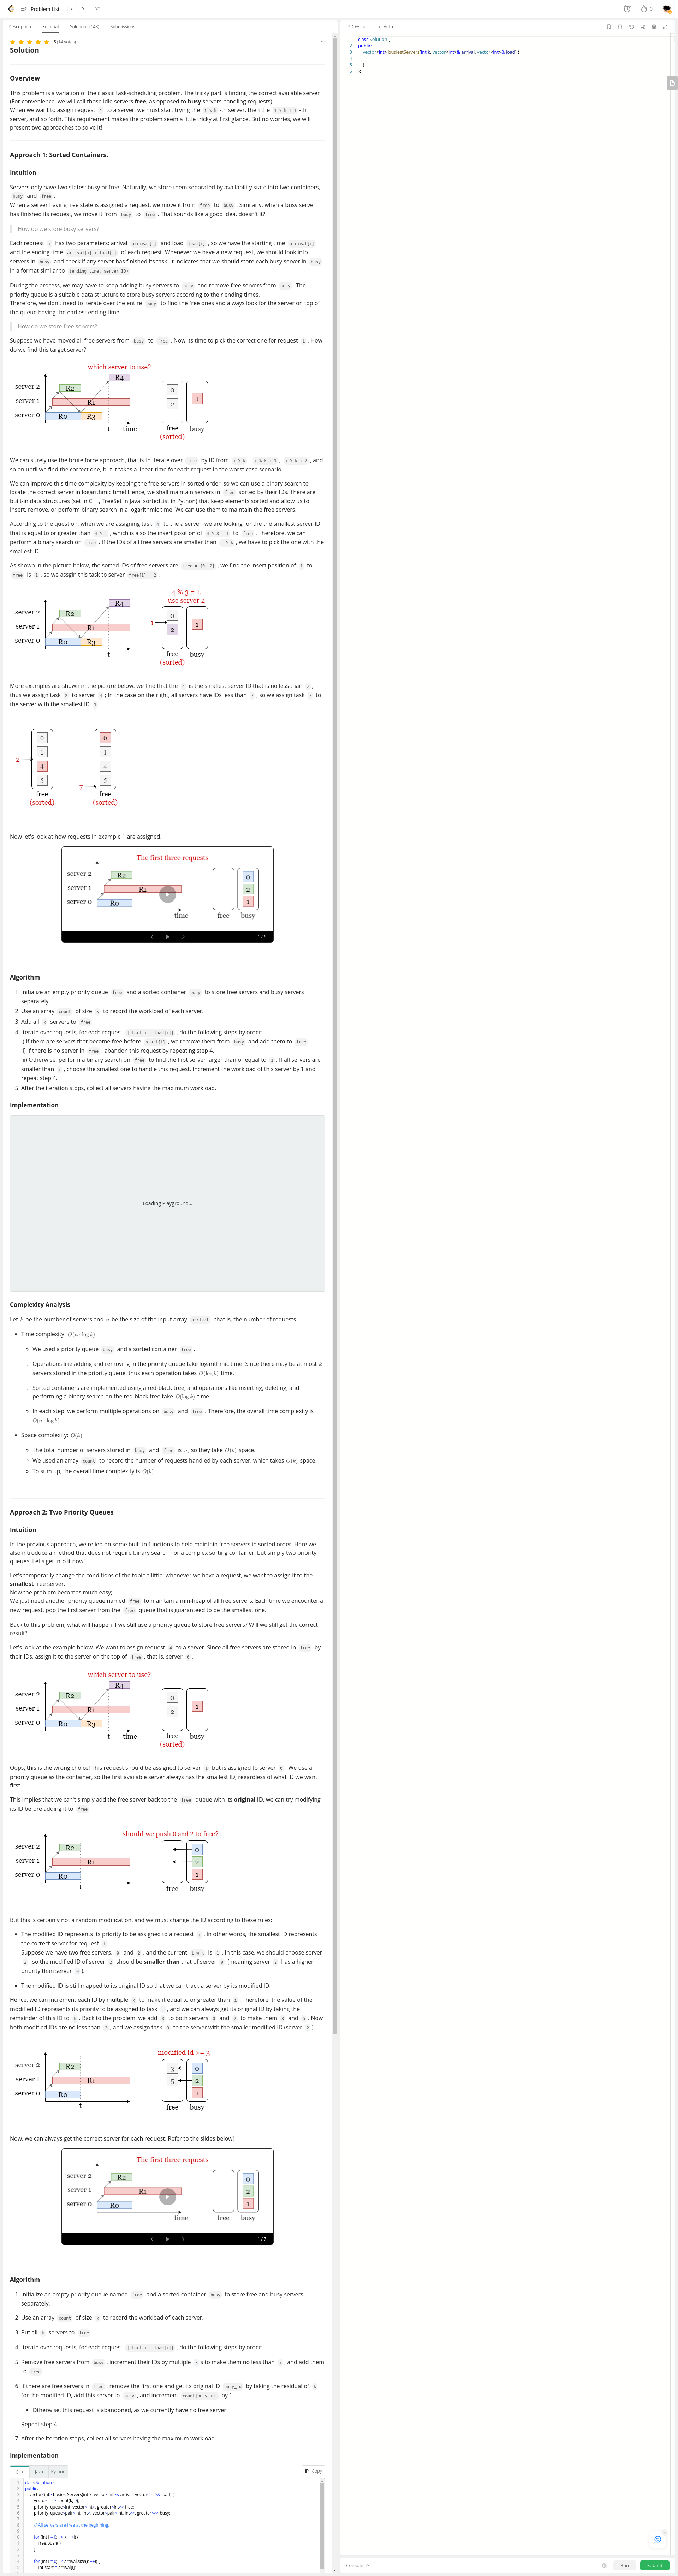 Problem List
0
Description Editorial Solutions (148) Submissions
5 (14 votes)
Solution
Overview
This problem is a variation of the classic task-scheduling problem. The tricky part is finding the correct available server
(For convenience, we will call those idle servers free, as opposed to busy servers handling requests).
When we want to assign request i to a server, we must start trying the i % k -th server, then the i % k + 1 -th
server, and so forth. This requirement makes the problem seem a little tricky at first glance. But no worries, we will
present two approaches to solve it!
Approach 1: Sorted Containers.
Intuition
Servers only have two states: busy or free. Naturally, we store them separated by availability state into two containers,
busy and free .
When a server having free state is assigned a request, we move it from free to busy . Similarly, when a busy server
has finished its request, we move it from busy to free . That sounds like a good idea, doesn't it?
How do we store busy servers?
Each request i has two parameters: arrival arrival[i] and load load[i] , so we have the starting time arrival[i]
and the ending time arrival[i] + load[i] of each request. Whenever we have a new request, we should look into
servers in busy and check if any server has finished its task. It indicates that we should store each busy server in busy
in a format similar to (ending time, server ID) .
During the process, we may have to keep adding busy servers to busy and remove free servers from busy . The
priority queue is a suitable data structure to store busy servers according to their ending times.
Therefore, we don't need to iterate over the entire busy to find the free ones and always look for the server on top of
the queue having the earliest ending time.
How do we store free servers?
Suppose we have moved all free servers from busy to free . Now its time to pick the correct one for request i . How
do we find this target server?
which server to use?
server 2
server 1
server 0
R2
R4
R1
R0
R3
t time
0
2
1
free busy
(sorted)
We can surely use the brute force approach, that is to iterate over free by ID from i % k , i % k + 1 , i % k + 2 , and
so on until we find the correct one, but it takes a linear time for each request in the worst-case scenario.
We can improve this time complexity by keeping the free servers in sorted order, so we can use a binary search to
locate the correct server in logarithmic time! Hence, we shall maintain servers in free sorted by their IDs. There are
built-in data structures (set in C++, TreeSet in Java, sortedList in Python) that keep elements sorted and allow us to
insert, remove, or perform binary search in a logarithmic time. We can use them to maintain free servers.
According to the question, when we are assigning task 4 to the a server, we are looking for the the smallest server ID
that is equal to or greater than 4 % i , which is also the insert position of 4 % 3 = 1 to free . Therefore, we can
perform a binary search on free . If the IDs of all free servers are smaller than i % k , we have to pick the one with the
smallest ID.
As shown in the picture below, the sorted IDs of free servers are free = [0, 2] , we find the insert position of 1 to
free is 1 , so we assign this task to server free[1] = 2 .
4 % 3 = 1,
use server 2
server 2
server 1
server 0
R2
R4
R1
R0
R3
t
1
0
2
1
free busy
(sorted)
More examples are shown in the picture below: we find that the 4 is the smallest server ID that is no less than 2 ,
thus we assign task 2 to server 4 ; In the case on the right, all servers have IDs less than 7 , so we assign task 7 to
the server with the smallest ID
2
0
1
4
5
free
(sorted)
7
0
1
4
5
free
(sorted)
Now let's look at how requests in example 1 are assigned.
The first three requests
server 2
server 1
server 0
R2
R1
R0
time
0
2
1
free busy
1 / 6
Algorithm
1. Initialize an empty priority queue free and a sorted container busy to store free servers and busy servers
separately.
2. Use an array count of size k to record the workload of each server.
3. Add all k servers to free .
4. Iterate over requests, for each request [start[i], load[i]] , do the following steps by order:
i) If there are servers that become free before start[i] , we remove them from busy and add them to free .
ii) If there is no server in free , abandon this request by repeating step 4.
iii) Otherwise, perform a binary search on free to find the first server larger than or equal to i . If all servers are
smaller than i , choose the smallest one to handle this request. Increment the workload of this server by 1 and
repeat step 4.
5. After the iteration stops, collect all servers having the maximum workload.
Implementation
Loading Playground...
Complexity Analysis
Let k be the number of servers and n be the size of the input array arrival , that is, the number of requests.
• Time complexity: O(n · log k)
We used a priority queue busy and a sorted container free .
Operations like adding and removing in the priority queue take logarithmic time. Since there may be at most k
servers stored in the priority queue, thus each operation takes O(log k) time.
Sorted containers are implemented using a red-black tree, and operations like inserting, deleting, and
performing a binary search on the red-black tree take O(log k) time.
In each step, we perform multiple operations on busy and free . Therefore, the overall time complexity is
O(n · log k).
• Space complexity: O(k)
The total number of servers stored in busy and free is n, so they take O(k) space.
We used an array count to record the number of requests handled by each server, which takes O(k) space.
To sum up, the overall time complexity is O(k).
Approach 2: Two Priority Queues
Intuition
In the previous approach, we relied on some built-in functions to help maintain free servers in sorted order. Here we
also introduce a method that does not require binary search nor a complex sorting container, but simply two priority
queues. Let's get into it now!
Let's temporarily change the conditions of the topic a little: whenever we have a request, we want to assign it to the
smallest free server.
Now the problem becomes much easy;
We just need another priority queue named free to maintain a min-heap of all free servers. Each time we encounter a
new request, pop the first server from the free queue that is guaranteed to be the smallest one.
Back to this problem, what will happen if we still use a priority queue to store free servers? Will we still get the correct
result?
Let's look at the example below. We want to assign request 4 to a server. Since all free servers are stored in free by
their IDs, assign it to the server on the top of free , that is, server 0 .
which server to use?
server 2
server 1
server 0
R2
R4
R1
R0
R3
t time
0
2
1
free busy
(sorted)
Oops, this is the wrong choice! This request should be assigned to server 1 but is assigned to server 0 ! We use a
priority queue as the container, so the first available server always has the smallest ID, regardless of what ID we want
first.
This implies that we can't simply add the free server back to the free queue with its original ID, we can try modifying
its ID before adding it to free .
should we push 0 and 2 to free?
server 2
server 1
server 0
R2
R1
R0
t
0
2
1
free busy
But this is certainly not a random modification, and we must change the ID according to these rules:
• The modified ID represents its priority to be assigned to a request i . In other words, the smallest ID represents
the correct server for request i .
Suppose we have two free servers, 0 and 2 , and the current i % k is 1 . In this case, we should choose server
2 , so the modified ID of server 2 should be smaller than that of server 0 (meaning server 2 has a higher
priority than server 0 ).
• The modified ID is still mapped to its original ID so that we can track a server by its modified ID.
Hence, we can increment each ID by multiple k to make it equal to or greater than i . Therefore, the value of the
modified ID represents its priority to be assigned to task i , and we can always get its original ID by taking the
remainder of this ID to k . Back to the problem, we add 3 to both servers 0 and 2 to make them 3 and 5 . Now
both modified IDs are no less than 3 , and we assign task 3 to the server with the smaller modified ID (server 2 ).
modified id >= 3
server 2
server 1
server 0
R2
R1
R0
t
3
5
0
2
1
free busy
Now, we can always get the correct server for each request. Refer to the slides below!
The first three requests
server 2
server 1
server 0
R2
R1
R0
time
0
2
1
free busy
1 / 7
Algorithm
1. Initialize an empty priority queue named free and a sorted container busy to store free and busy servers
separately.
2. Use an array count of size k to record the workload of each server.
3. Put all k servers to free .
4. Iterate over requests, for each request [start[i], load[i]] , do the following steps by order:
5. Remove free servers from busy , increment their IDs by multiple k s to make them no less than i , and add them
to free .
6. If there are free servers in free , remove the first one and get its original ID busy_id by taking the residual of k
for the modified ID, add this server to busy , and increment count[busy_id] by 1.
• Otherwise, this request is abandoned, as we currently have no free server.
Repeat step 4.
7. After the iteration stops, collect all servers having the maximum workload.
Implementation
C++ Java Python Copy
1 class Solution {
2 public:
3 vector<int> busiestServers(int k, vector<int>& arrival, vector<int>& load) {
4 vector<int> count(k, 0);
5 priority_queue<int, vector<int>, greater<int>> free;
6 priority_queue<pair<int, int>, vector<pair<int, int>>, greater<>> busy;
7
8 // All servers are free at the beginning.
9
10 for (int i = 0; i < k; ++i) {
11 free.push(i);
12 }
13
14 for (int i = 0; i < arrival.size(); ++i) {
15 int start = arrival[i];
C++ Auto
1 class Solution {
2 public:
3 vector<int> busiestServers(int k, vector<int>& arrival, vector<int>& load) {
4
5 }
6 };
Console Run Submit